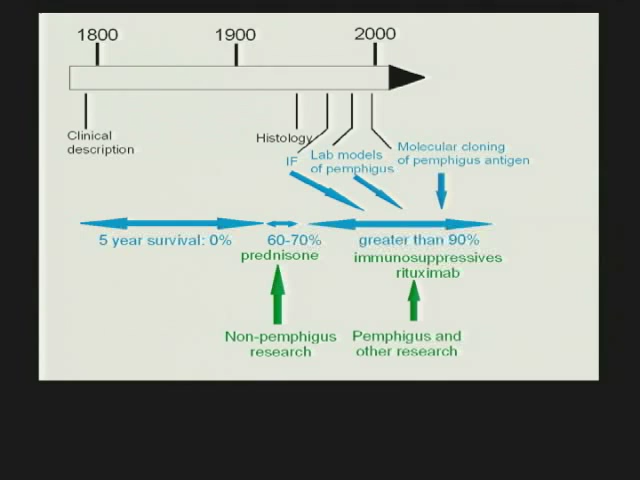 1800
1900
2000
Clinical
description
Histology
IF
Lab models
of pemphigus
Molecular cloning
of pemphigus antigen
5 year survival: 0%
60-70%
greater than 90%
prednisone
immunosuppressives
rituximab
Non-pemphigus
research
Pemphigus and
other research